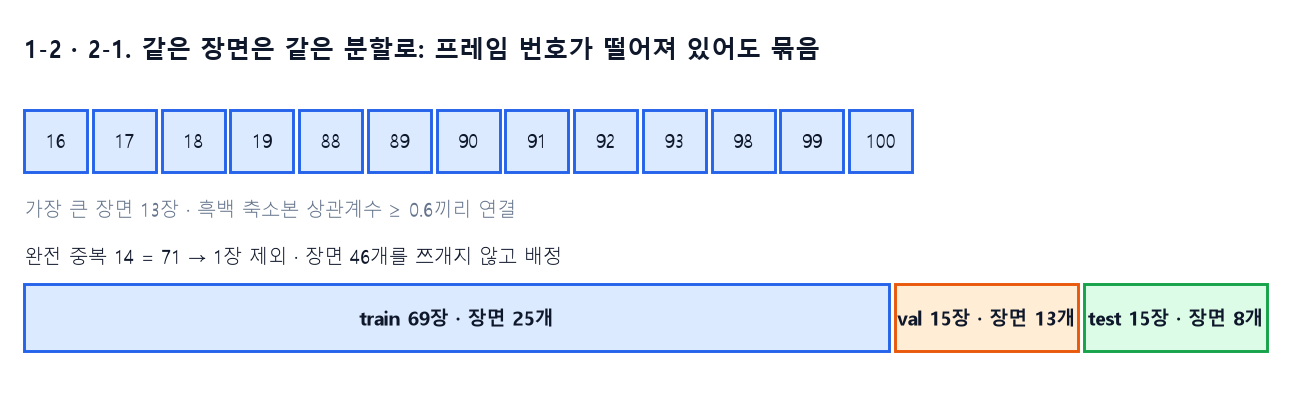 1-2 · 2-1. 같은 장면은 같은 분할로: 프레임 번호가 떨어져 있어도 묶음
16 17 18 19 88 89 90 91 92 93 98 99 100
가장 큰 장면 13장 · 흑백 축소본 상관계수 ≥ 0.6끼리 연결
완전 중복 14 = 71 → 1장 제외 · 장면 46개를 쪼개지 않고 배정
train 69장 · 장면 25개 val 15장 · 장면 13개 test 15장 · 장면 8개